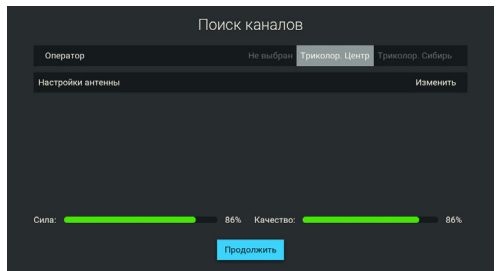 Поиск каналов
Оператор Не выбран Триколор. Центр Триколор. Сибирь
Настройки антенны Изменить
Сила: 86% Качество: 86%
Продолжить